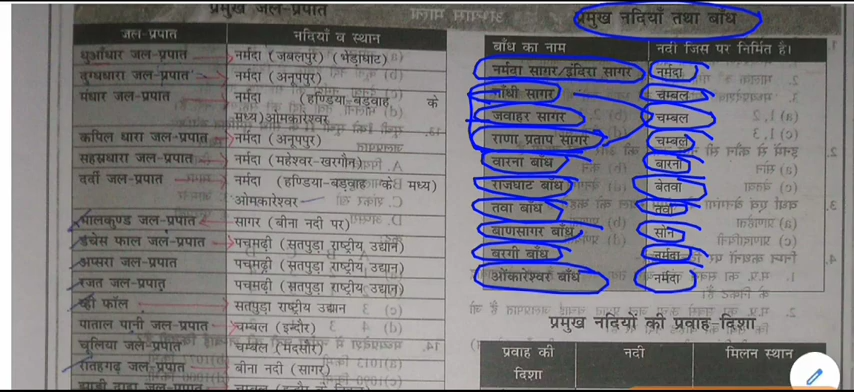 प्रमुख जल-प्रपात
जल-प्रपात नदियाँ व स्थान
धुआँधार जल-प्रपात नर्मदा (जबलपुर) (भेड़ाघाट)
दुग्धधारा जल-प्रपात नर्मदा (अनूपपुर)
पंधार जल-प्रपात नर्मदा (हण्डिया-बड़वाह के
मध्य)ओमकारेश्वर
कपिल धारा जल-प्रपात नर्मदा (अनूपपुर)
सहस्रधारा जल-प्रपात नर्मदा (महेश्वर-खरगौन)
दर्वी जल-प्रपात नर्मदा (हण्डिया-बड़वाह के मध्य)
ओमकारेश्वर
भालकुण्ड जल-प्रपात सागर (बीना नदी पर)
डचेस फाल जल-प्रपात पचमढ़ी (सतपुड़ा राष्ट्रीय उद्यान)
अप्सरा जल-प्रपात पचमढ़ी (सतपुड़ा राष्ट्रीय उद्यान)
रजत जल-प्रपात पचमढ़ी (सतपुड़ा राष्ट्रीय उद्यान)
व्ही फॉल सतपुड़ा राष्ट्रीय उद्यान
पाताल पानी जल-प्रपात चम्बल (इन्दौर)
चुलिया जल-प्रपात चम्बल (मंदसौर)
राहतगढ़ जल-प्रपात बीना नदी (सागर)
प्रमुख नदियाँ तथा बाँध
बाँध का नाम नदी जिस पर निर्मित है।
नर्मदा सागर/इंदिरा सागर नर्मदा
गाँधी सागर चम्बल
जवाहर सागर चम्बल
राणा प्रताप सागर चम्बल
बारना बाँध बारना
राजघाट बाँध बेतवा
तवा बाँध तवा
बाणसागर बाँध सोन
बरगी बाँध नर्मदा
ओंकारेश्वर बाँध नर्मदा
प्रमुख नदियों की प्रवाह दिशा
प्रवाह की नदी मिलन स्थान
दिशा